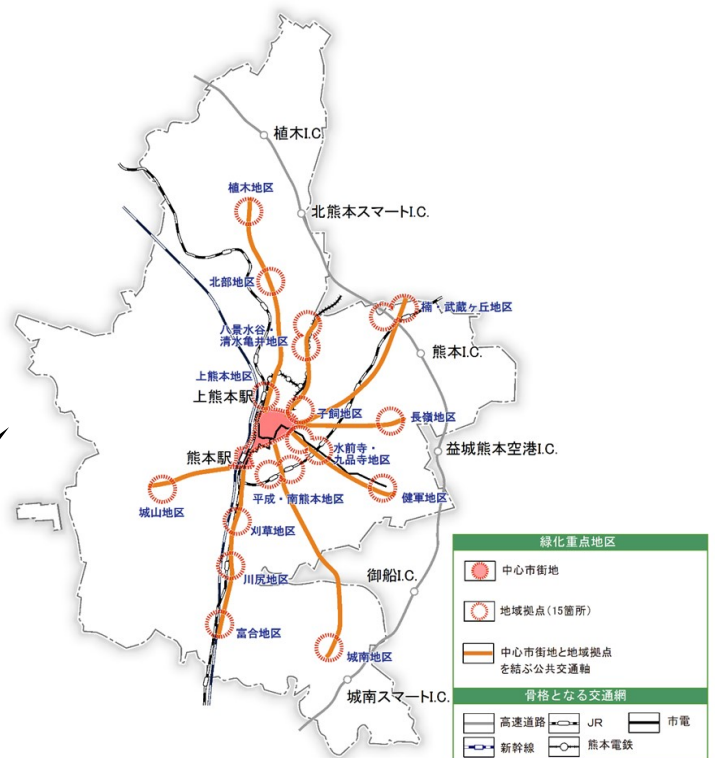 植木I.C.
植木地区
北熊本スマートI.C.
北部地区
楠・武蔵ヶ丘地区
八景水谷・
清水亀井地区
熊本I.C.
上熊本地区
上熊本駅
子飼地区
長嶺地区
水前寺・
九品寺地区
益城熊本空港I.C.
熊本駅
平成・南熊本地区
健軍地区
城山地区
刈草地区
川尻地区
御船I.C.
富合地区
城南地区
城南スマートI.C.
緑化重点地区
中心市街地
地域拠点(15箇所)
中心市街地と地域拠点
を結ぶ公共交通軸
骨格となる交通網
高速道路
JR
市電
新幹線
熊本電鉄